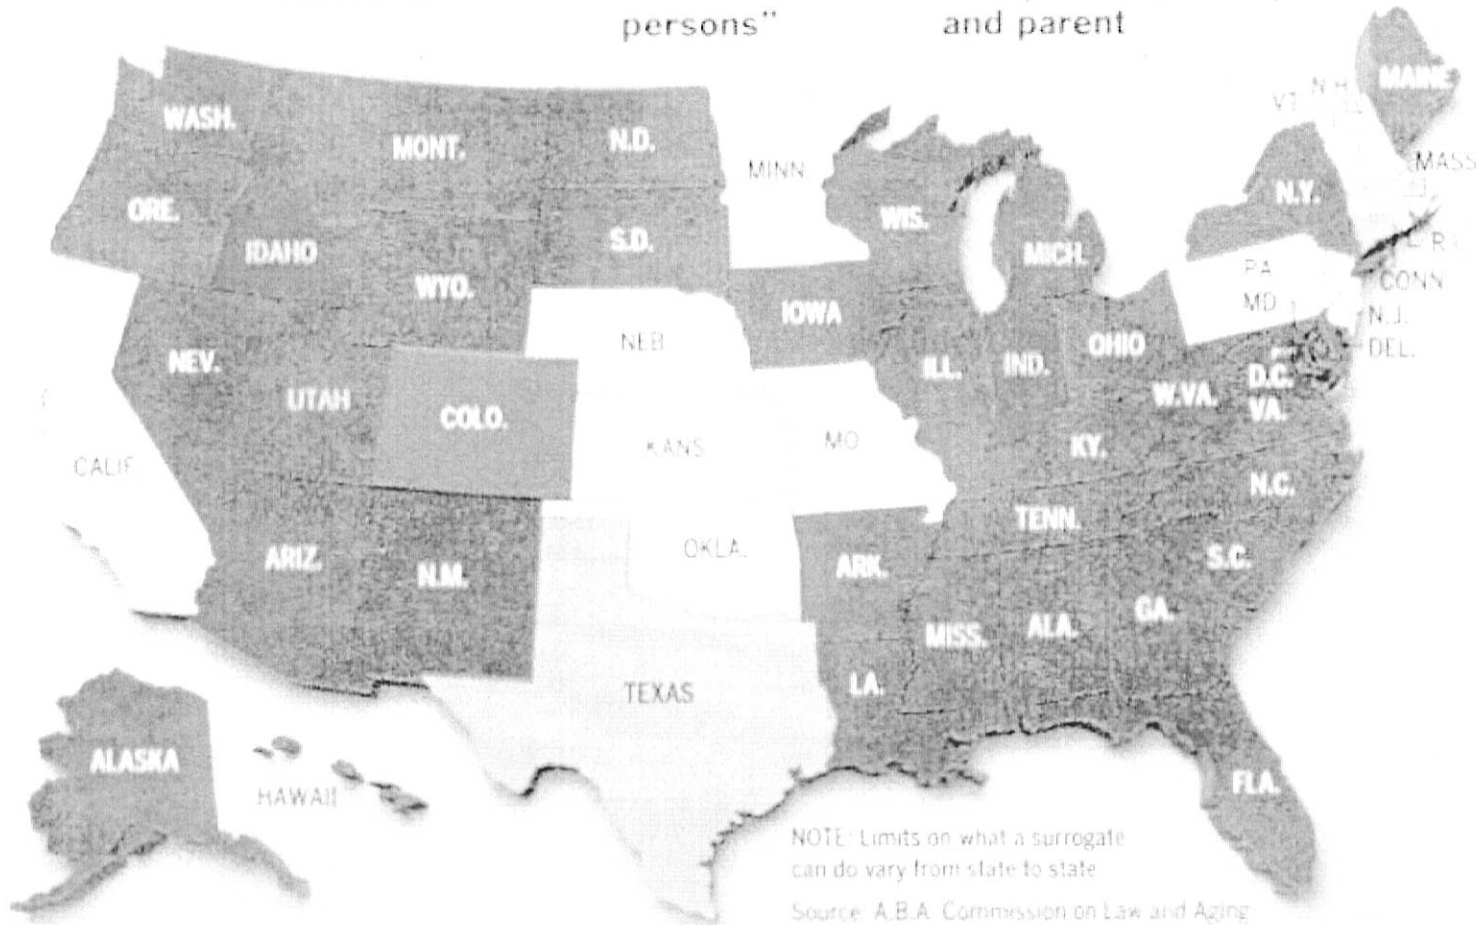 persons” and parent
MAINE
N.H.
VT.
WASH.
MONT.
N.D.
MINN
MASS
N.Y.
ORE.
IDAHO
S.D.
WIS.
MICH.
WYO.
PA
CONN
MD
N.J.
IOWA
NEB
OHIO
DEL.
NEV.
ILL.
IND.
D.C.
UTAH
COLO.
W.VA.
VA.
KANS
MO
KY.
CALIF.
N.C.
TENN.
OKLA.
S.C.
ARIZ.
N.M.
ARK.
GA.
MISS.
ALA.
LA.
TEXAS
ALASKA
HAWAII
FLA.
NOTE: Limits on what a surrogate
can do vary from state to state
Source A.B.A. Commission on Law and Aging